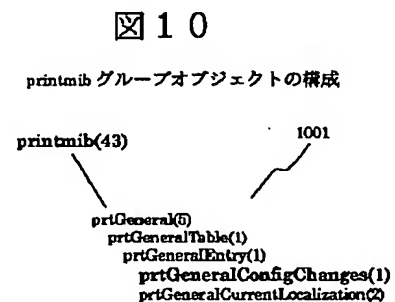 図１０
printmib グループオブジェクトの構成
printmib(43)
1001
prtGeneral(5)
prtGeneralTable(1)
prtGeneralEntry(1)
prtGeneralConfigChanges(1)
prtGeneralCurrentLocalization(2)